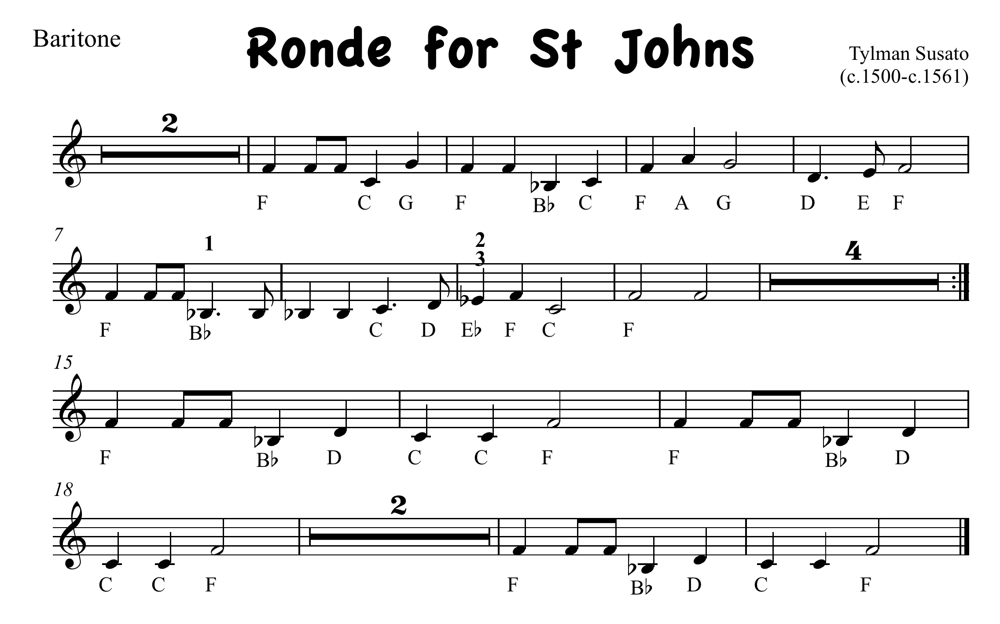 Baritone
Ronde for St Johns
Tylman Susato
(c.1500-c.1561)
2
F C G F B♭ C F A G D E F
7
1
2
3
4
F B♭ C D E♭ F C F
15
F B♭ D C C F F B♭ D
18
2
C C F F B♭ D C F